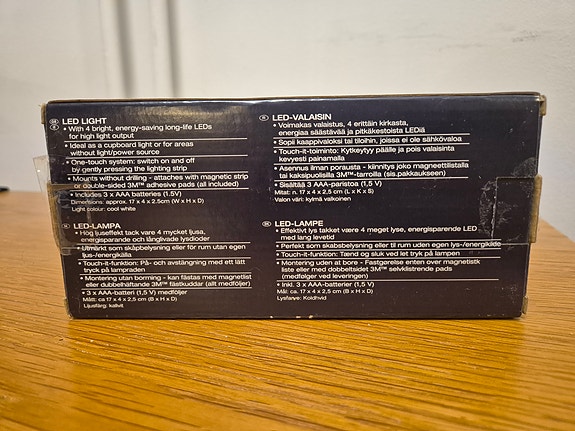 GB
IE
LED LIGHT
• With 4 bright, energy-saving long-life LEDs
for high light output
• Ideal as a cupboard light or for areas
without light/power source
• One-touch system: switch on and off
by gently pressing the lighting strip
• Mounts without drilling - attaches with magnetic strip
or double-sided 3M™ adhesive pads (all included)
• Includes 3 x AAA batteries (1,5V)
Dimensions: approx. 17 x 4 x 2.5cm (W x H x D)
Light colour: cool white
FI
LED-VALAISIN
• Voimakas valaistus, 4 erittäin kirkasta,
energiaa säästävää ja pitkäkestoista LEDiä
• Sopii kaappivaloksi tai tiloihin, joissa ei ole sähkövaloa
• Touch-it-toiminto: Kytkeytyy päälle ja pois valaisinta
kevyesti painamalla
• Asennus ilman porausta - kiinnitys joko magneettilistalla
tai kaksipuolisilla 3M™-tarroilla (sis.pakkaukseen)
• Sisältää 3 AAA-paristoa (1,5 V)
Mitat: n. 17 x 4 x 2,5 cm (L x K x S)
Valon väri: kylmä valkoinen
SE
LED-LAMPA
• Hög ljuseffekt tack vare 4 mycket ljusa,
energisparande och långlivade lysdioder
• Utmärkt som skåpbelysning eller för rum utan egen
ljus-/energikälla
• Touch-it-funktion: På- och avstängning med ett lätt
tryck på lampraden
• Montering utan borrning - kan fästas med magnetlist
eller dubbelhäftande 3M™ fästkuddar (allt medföljer)
• 3 x AAA-batteri (1,5 V) medföljer
Mått: ca 17 x 4 x 2,5 cm (B x H x D)
Ljusfärg: kallvit
DK
LED-LAMPE
• Effektivt lys takket være 4 meget lyse, energisparende LED
med lang levetid
• Perfekt som skabsbelysning eller til rum uden egen lys-/energikilde
• Touch-it-funktion: Tænd og sluk ved let tryk på lampen
• Montering uden at bore - Fastgørelse enten over magnetisk
liste eller med dobbeltsidet 3M™ selvklistrende pads
(medfølger ved leveringen)
• Inkl. 3 x AAA-batterier (1,5 V)
Mål: ca. 17 x 4 x 2,5 cm (B x H x D)
Lysfarve: Koldhvid